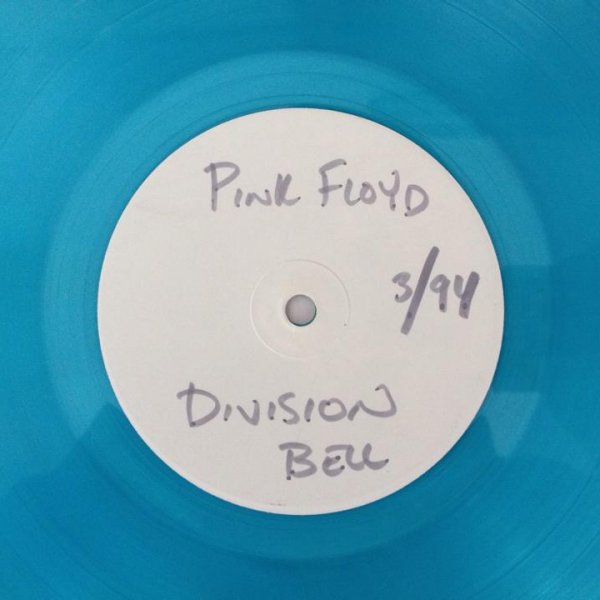 PINK FLOYD
3/94
DIVISION
BELL